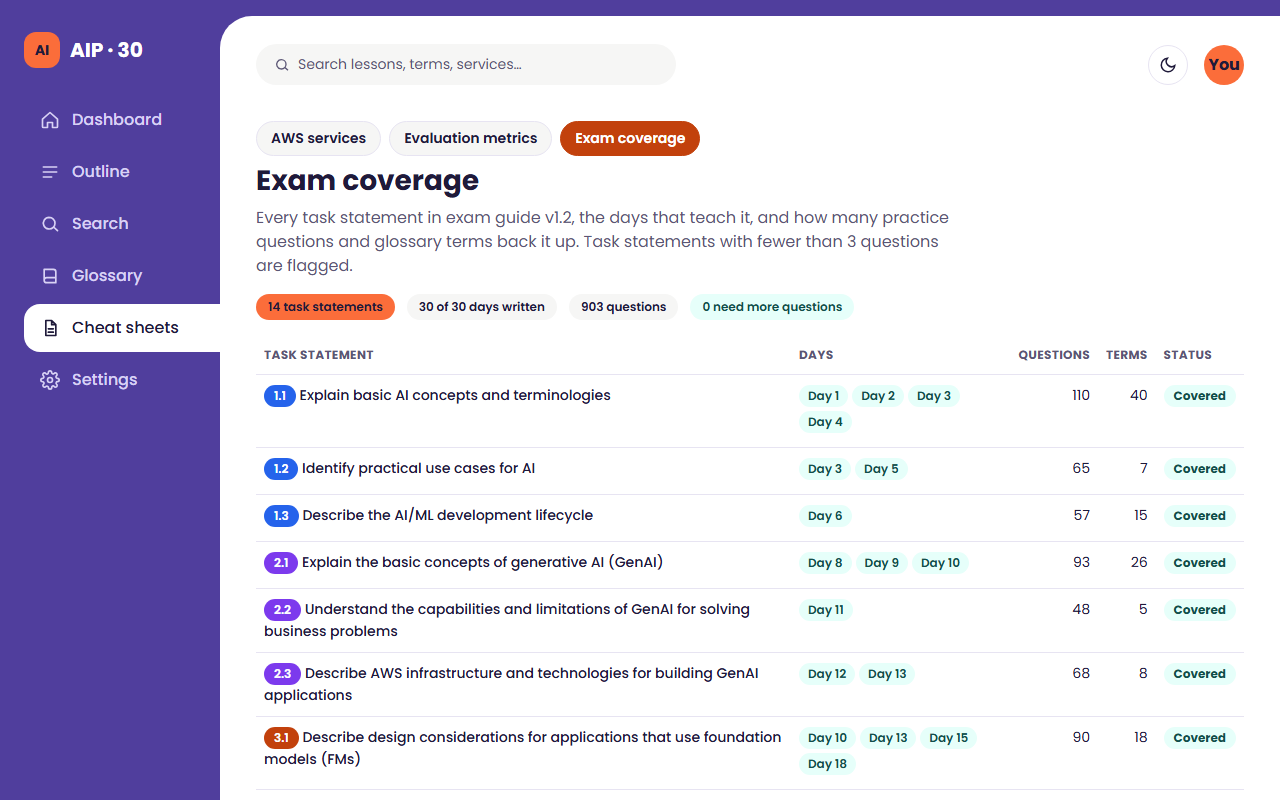 AI AIP • 30
Dashboard
Outline
Search
Glossary
Cheat sheets
Settings
Search lessons, terms, services…
You
AWS services Evaluation metrics Exam coverage
Exam coverage
Every task statement in exam guide v1.2, the days that teach it, and how many practice
questions and glossary terms back it up. Task statements with fewer than 3 questions
are flagged.
14 task statements 30 of 30 days written 903 questions 0 need more questions
TASK STATEMENT DAYS QUESTIONS TERMS STATUS
1.1 Explain basic AI concepts and terminologies Day 1 Day 2 Day 3 110 40 Covered
Day 4
1.2 Identify practical use cases for AI Day 3 Day 5 65 7 Covered
1.3 Describe the AI/ML development lifecycle Day 6 57 15 Covered
2.1 Explain the basic concepts of generative AI (GenAI) Day 8 Day 9 Day 10 93 26 Covered
2.2 Understand the capabilities and limitations of GenAI for solving Day 11 48 5 Covered
business problems
2.3 Describe AWS infrastructure and technologies for building GenAI Day 12 Day 13 68 8 Covered
applications
3.1 Describe design considerations for applications that use foundation Day 10 Day 13 Day 15 90 18 Covered
models (FMs) Day 18